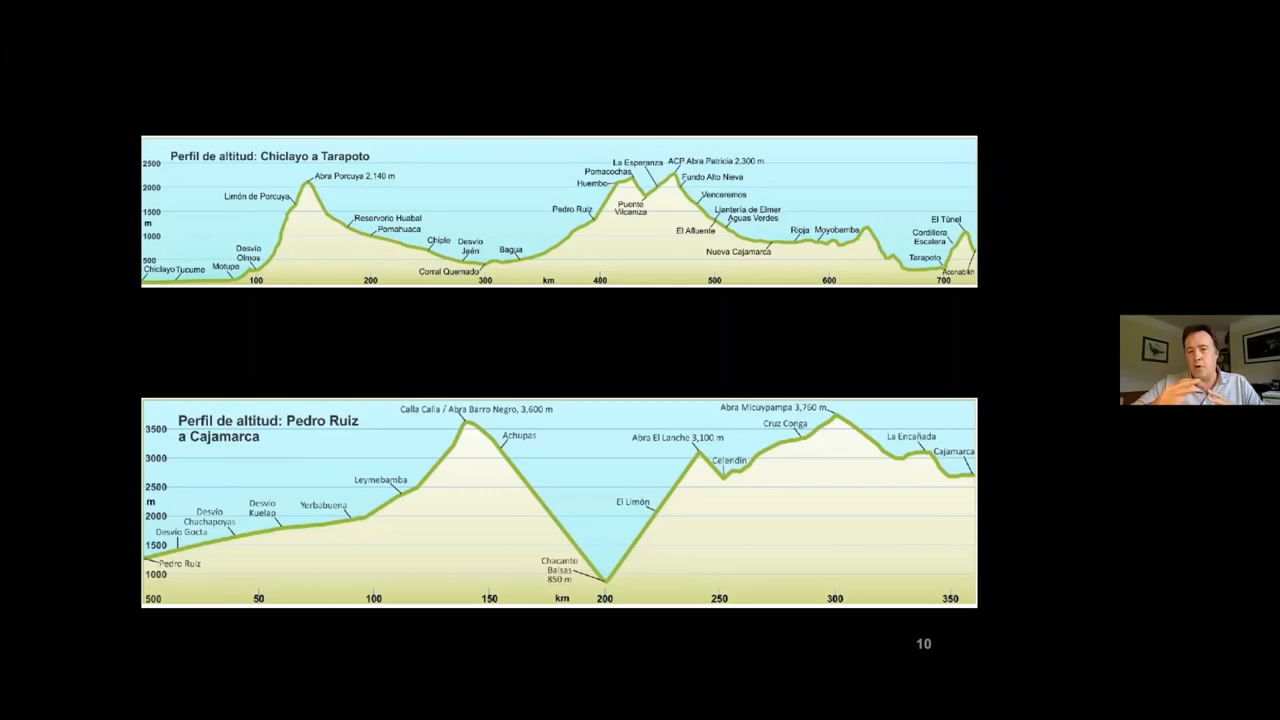 Perfil de altitud: Chiclayo a Tarapoto
2500
2000
1500
m
1000
500
Chiclayo
Tucume
Motupe
Desvío
Olmos
Limón de Porcuya
Abra Porcuya 2,140 m
Reservorio Huabal
Pomahuaca
Chiple
Desvío
Jaén
Corral Quemado
Bagua
Pedro Ruiz
Huembo
Pomacochas
La Esperanza
Puente
Vilcaniza
ACP Abra Patricia 2,300 m
Fundo Alto Nieva
Venceremos
Llantería de Elmer
Aguas Verdes
El Afluente
Nueva Cajamarca
Rioja
Moyobamba
El Túnel
Cordillera
Escalera
Tarapoto
Aconabikh
100
200
300
km
400
500
600
700
Perfil de altitud: Pedro Ruiz
a Cajamarca
3500
3000
2500
m
2000
1500
1000
500
Pedro Ruiz
Desvío Gocta
Desvío
Chachapoyas
Desvío
Kuelap
Yerbabuena
Leymebamba
Calla Calla / Abra Barro Negro, 3,600 m
Achupas
Chacanto
Balsas
850 m
El Limón
Abra El Lanche 3,100 m
Celendín
Cruz Conga
Abra Micuypampa 3,760 m
La Encañada
Cajamarca
50
100
150
km
200
250
300
350
10